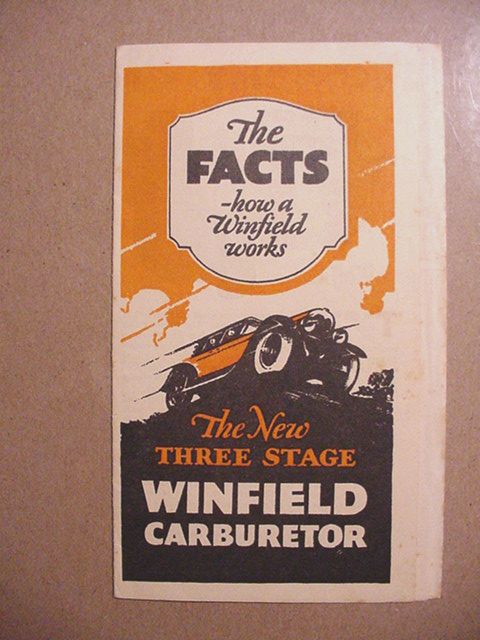 The
FACTS
-how a
Winfield
works
The New
THREE STAGE
WINFIELD
CARBURETOR